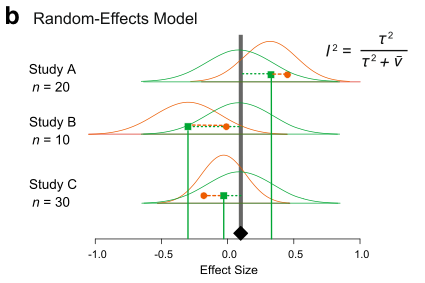 b Random-Effects Model
I² = τ² / τ² + v̄
Study A
n = 20
Study B
n = 10
Study C
n = 30
-1.0 -0.5 0.0 0.5 1.0
Effect Size